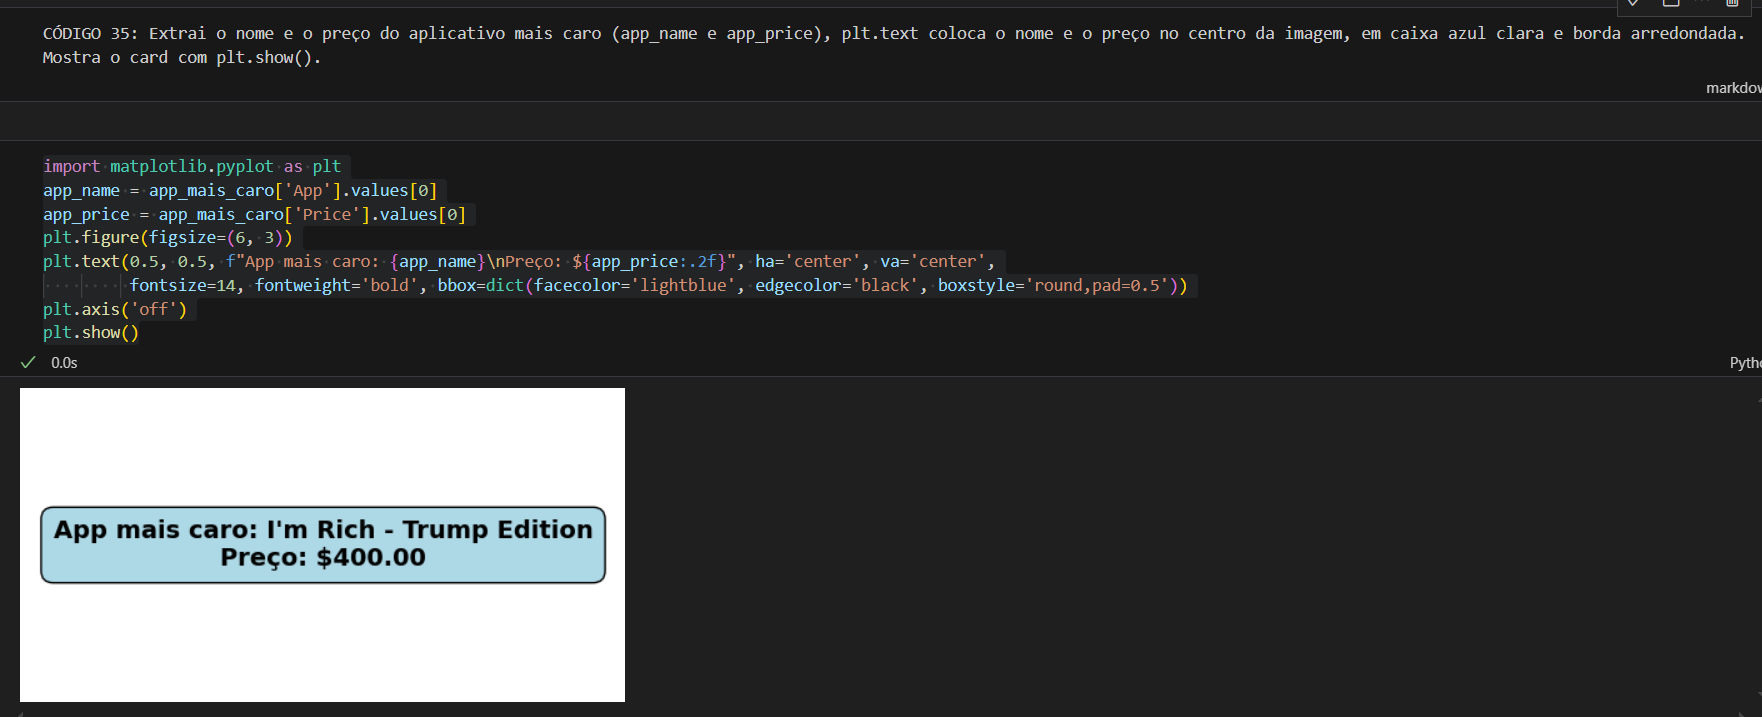 CÓDIGO 35: Extrai o nome e o preço do aplicativo mais caro (app_name e app_price), plt.text coloca o nome e o preço no centro da imagem, em caixa azul clara e borda arredondada.
Mostra o card com plt.show().
import matplotlib.pyplot as plt
app_name = app_mais_caro['App'].values[0]
app_price = app_mais_caro['Price'].values[0]
plt.figure(figsize=(6, 3))
plt.text(0.5, 0.5, f"App mais caro: {app_name}\nPreço: ${app_price:.2f}", ha='center', va='center',
fontsize=14, fontweight='bold', bbox=dict(facecolor='lightblue', edgecolor='black', boxstyle='round,pad=0.5'))
plt.axis('off')
plt.show()
0.0s
App mais caro: I'm Rich - Trump Edition
Preço: $400.00